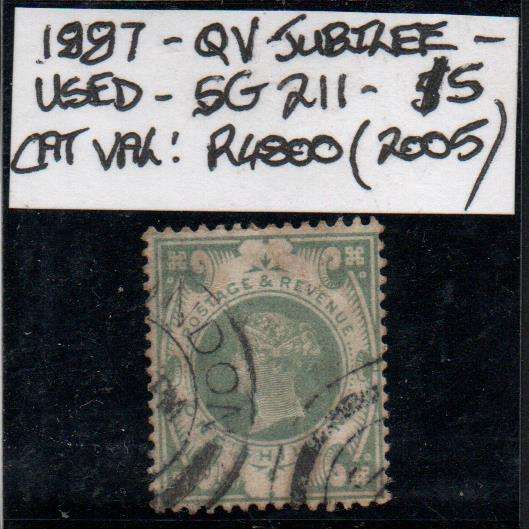 1887 - QV JUBILEE -
USED - SG 211 - $5
CAT VAL: R4800 (2005)
POSTAGE & REVENUE